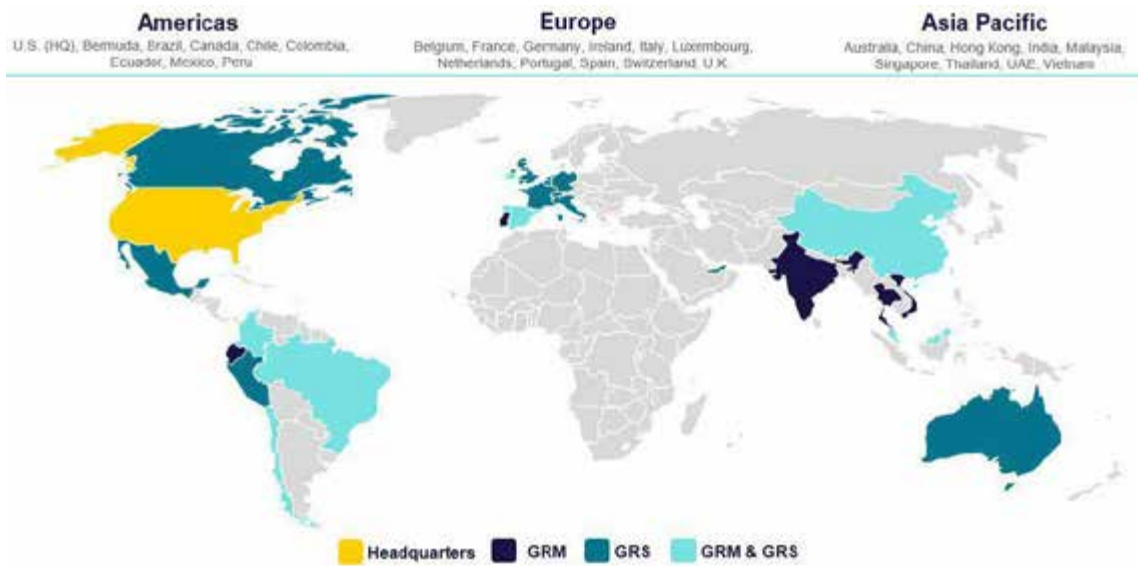 Americas
U.S. (HQ), Bermuda, Brazil, Canada, Chile, Colombia,
Ecuador, Mexico, Peru
Europe
Belgium, France, Germany, Ireland, Italy, Luxembourg,
Netherlands, Portugal, Spain, Switzerland, U.K.
Asia Pacific
Australia, China, Hong Kong, India, Malaysia,
Singapore, Thailand, UAE, Vietnam
Headquarters
GRM
GRS
GRM & GRS